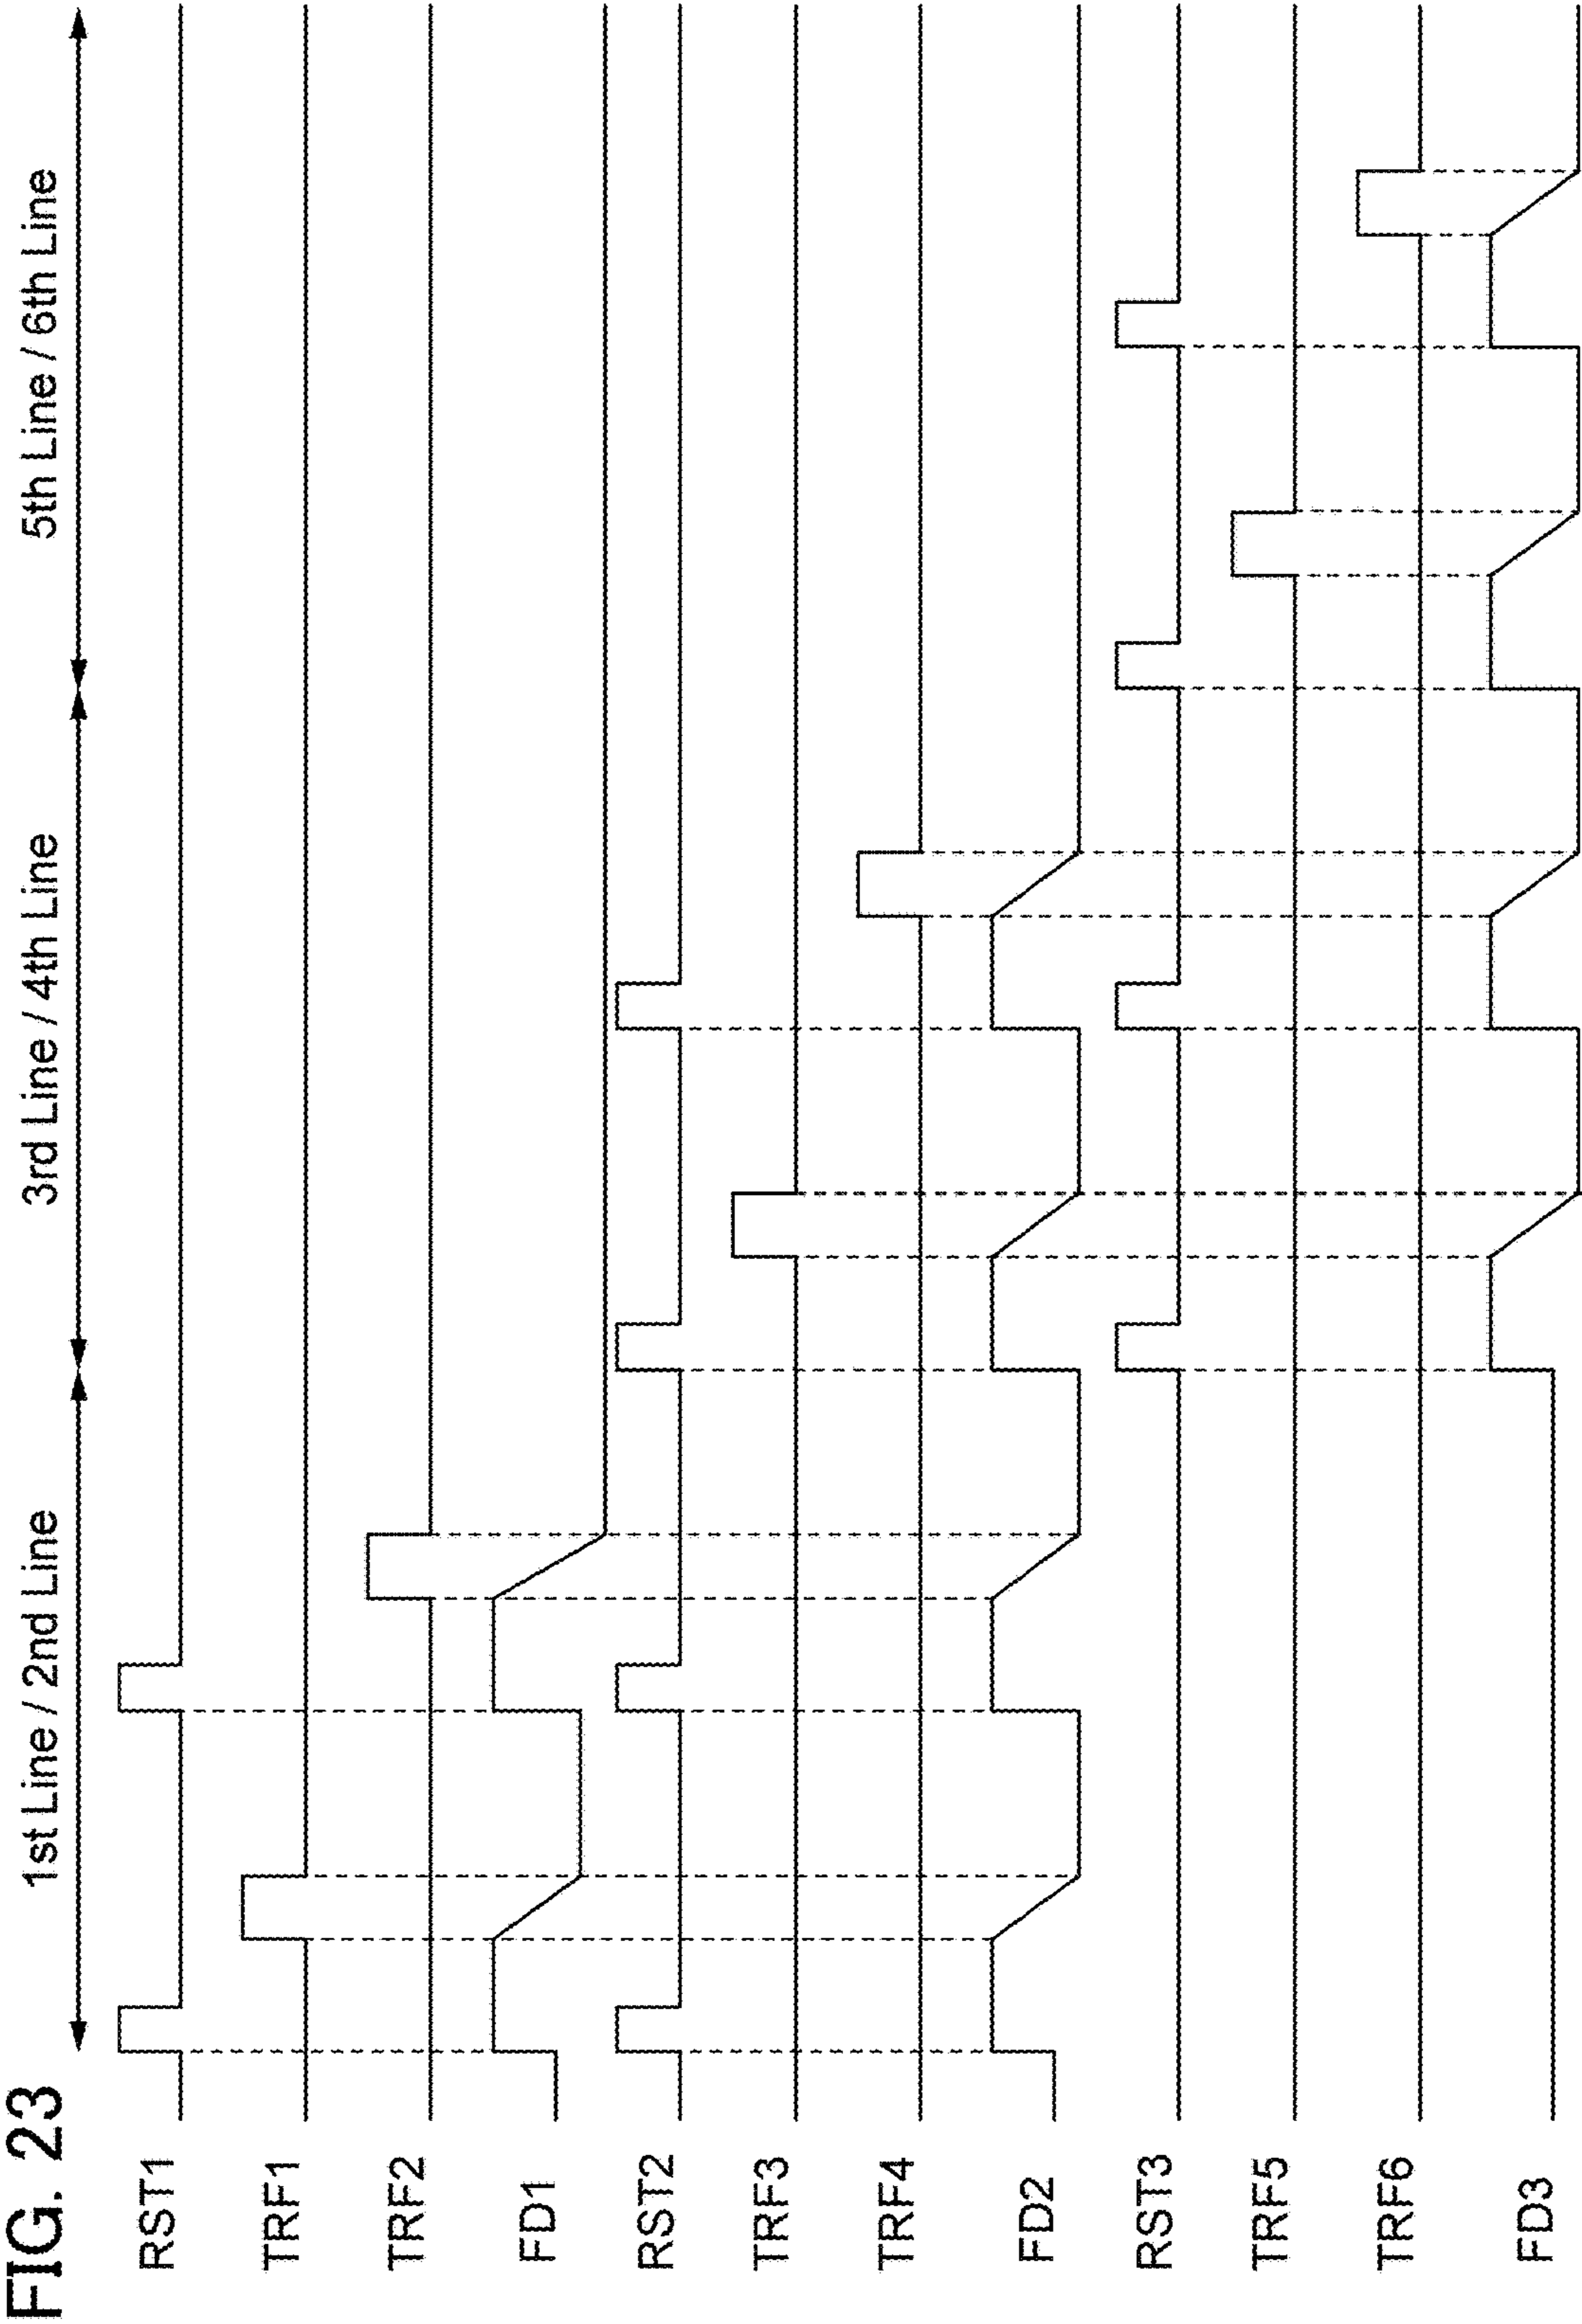 FIG. 23
1st Line / 2nd Line
3rd Line / 4th Line
5th Line / 6th Line
RST1
TRF1
TRF2
FD1
RST2
TRF3
TRF4
FD2
RST3
TRF5
TRF6
FD3